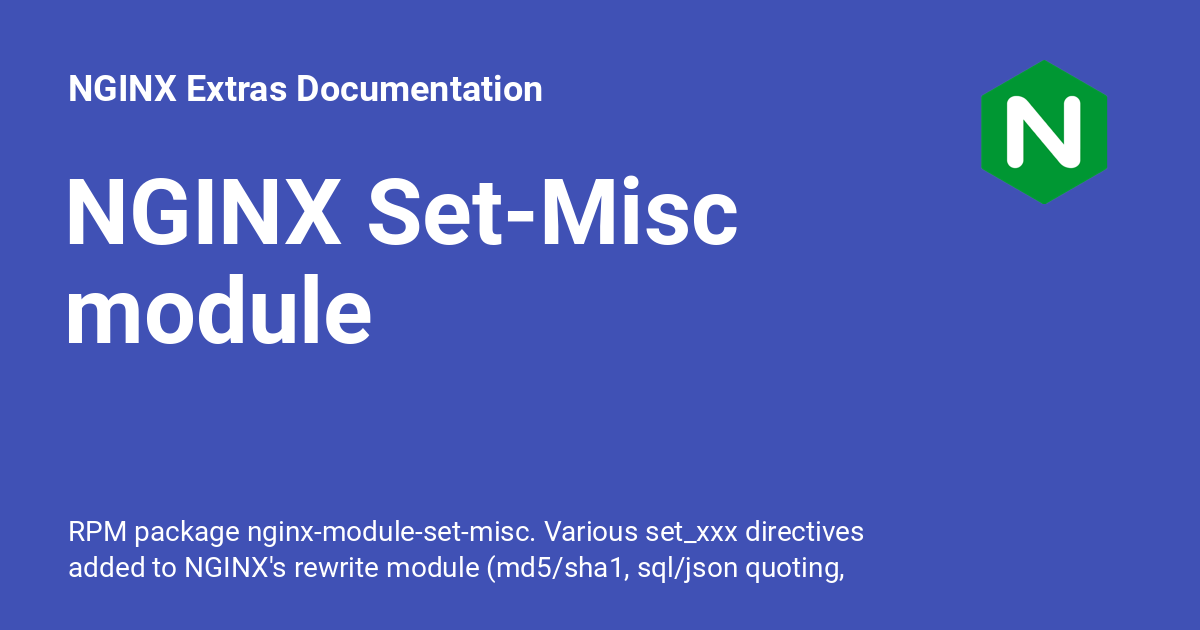 NGINX Extras Documentation
N
NGINX Set-Misc
module
RPM package nginx-module-set-misc. Various set_xxx directives
added to NGINX's rewrite module (md5/sha1, sql/json quoting,